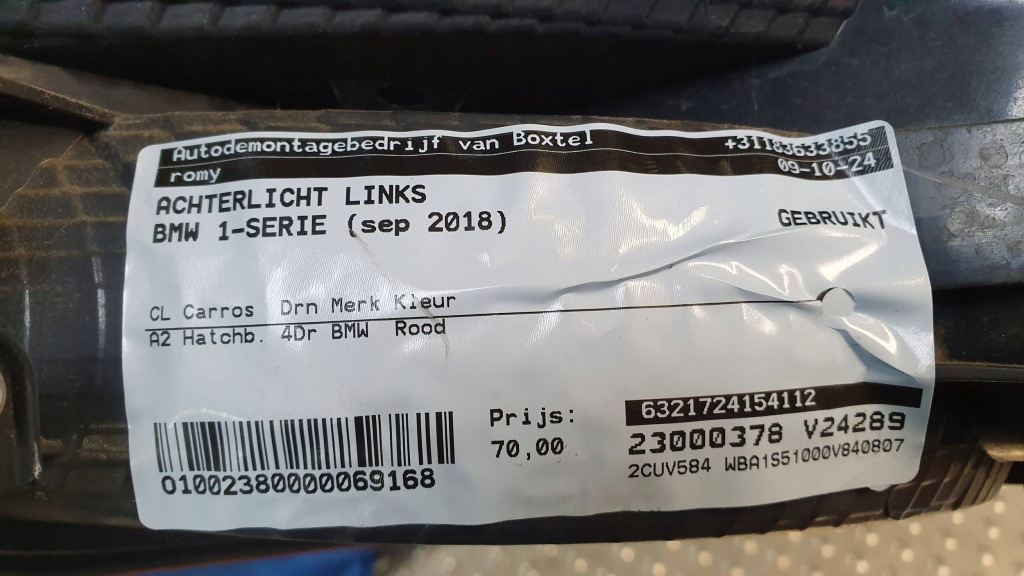 Autodemontagebedrijf van Boxtel +31183633855
romy 09-10-24
ACHTERLICHT LINKS
BMW 1-SERIE (sep 2018)
GEBRUIKT
CL Carros Drn Merk Kleur
A2 Hatchb. 4Dr BMW Rood
Prijs:
70,00
6321724154112
23000378 V24289
2CUV584 WBA1S51000V840807
01002380000069168